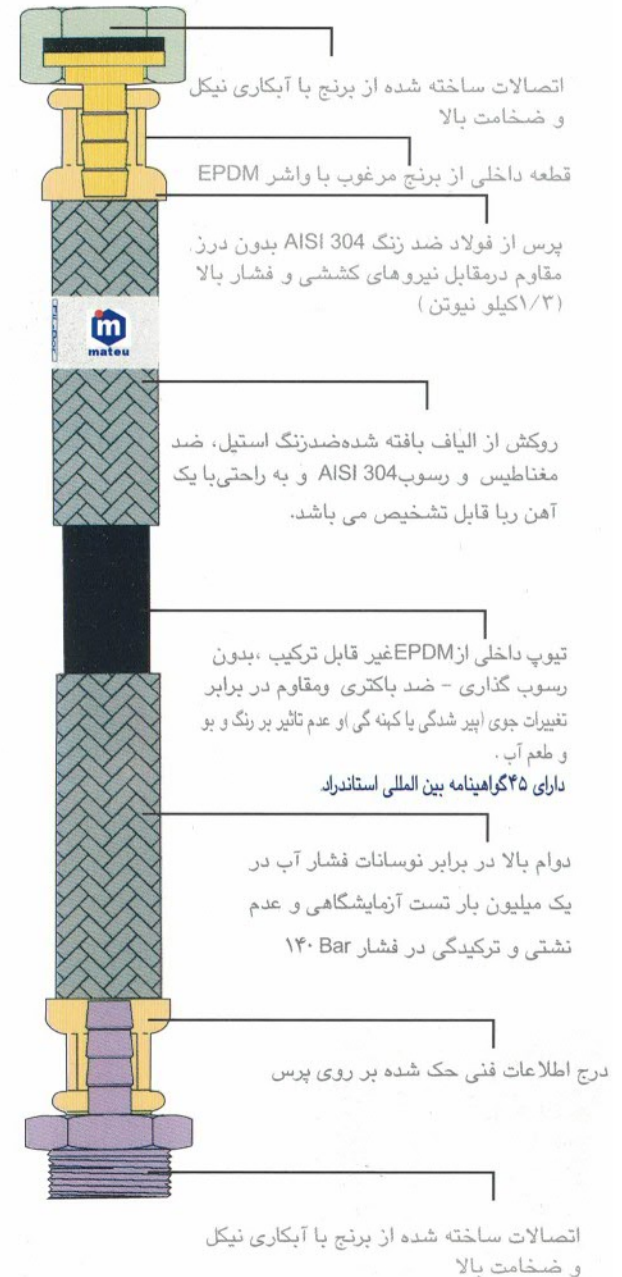 اتصالات ساخته شده از برنج با آبکاری نیکل
و ضخامت بالا
قطعه داخلی از برنج مرغوب با واشر EPDM
پرس از فولاد ضد زنگ AISI 304 بدون درز
مقاوم درمقابل نیروهای کششی و فشار بالا
(۱/۳کیلو نیوتن )
m
mateu
روکش از الیاف بافته شدهضدزنگ استیل، ضد
مغناطیس و رسوبAISI 304 و به راحتیبا یک
آهن ربا قابل تشخیص می باشد.
تیوپ داخلی ازEPDMغیر قابل ترکیب ،بدون
رسوب گذاری - ضد باکتری ومقاوم در برابر
تغییرات جوی (پیر شدگی یا کهنه گی )و عدم تاثیر بر رنگ و بو
و طعم آب .
دارای ۴۵گواهینامه بین المللی استاندراد
دوام بالا در برابر نوسانات فشار آب در
یک میلیون بار تست آزمایشگاهی و عدم
نشتی و ترکیدگی در فشار ۱۴۰ Bar
درج اطلاعات فنی حک شده بر روی پرس
اتصالات ساخته شده از برنج با آبکاری نیکل
و ضخامت بالا